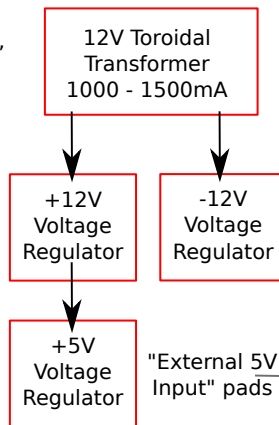 ,
12V Toroidal
Transformer
1000 - 1500mA
+12V
Voltage
Regulator
-12V
Voltage
Regulator
+5V
Voltage
Regulator
"External 5V
Input" pads